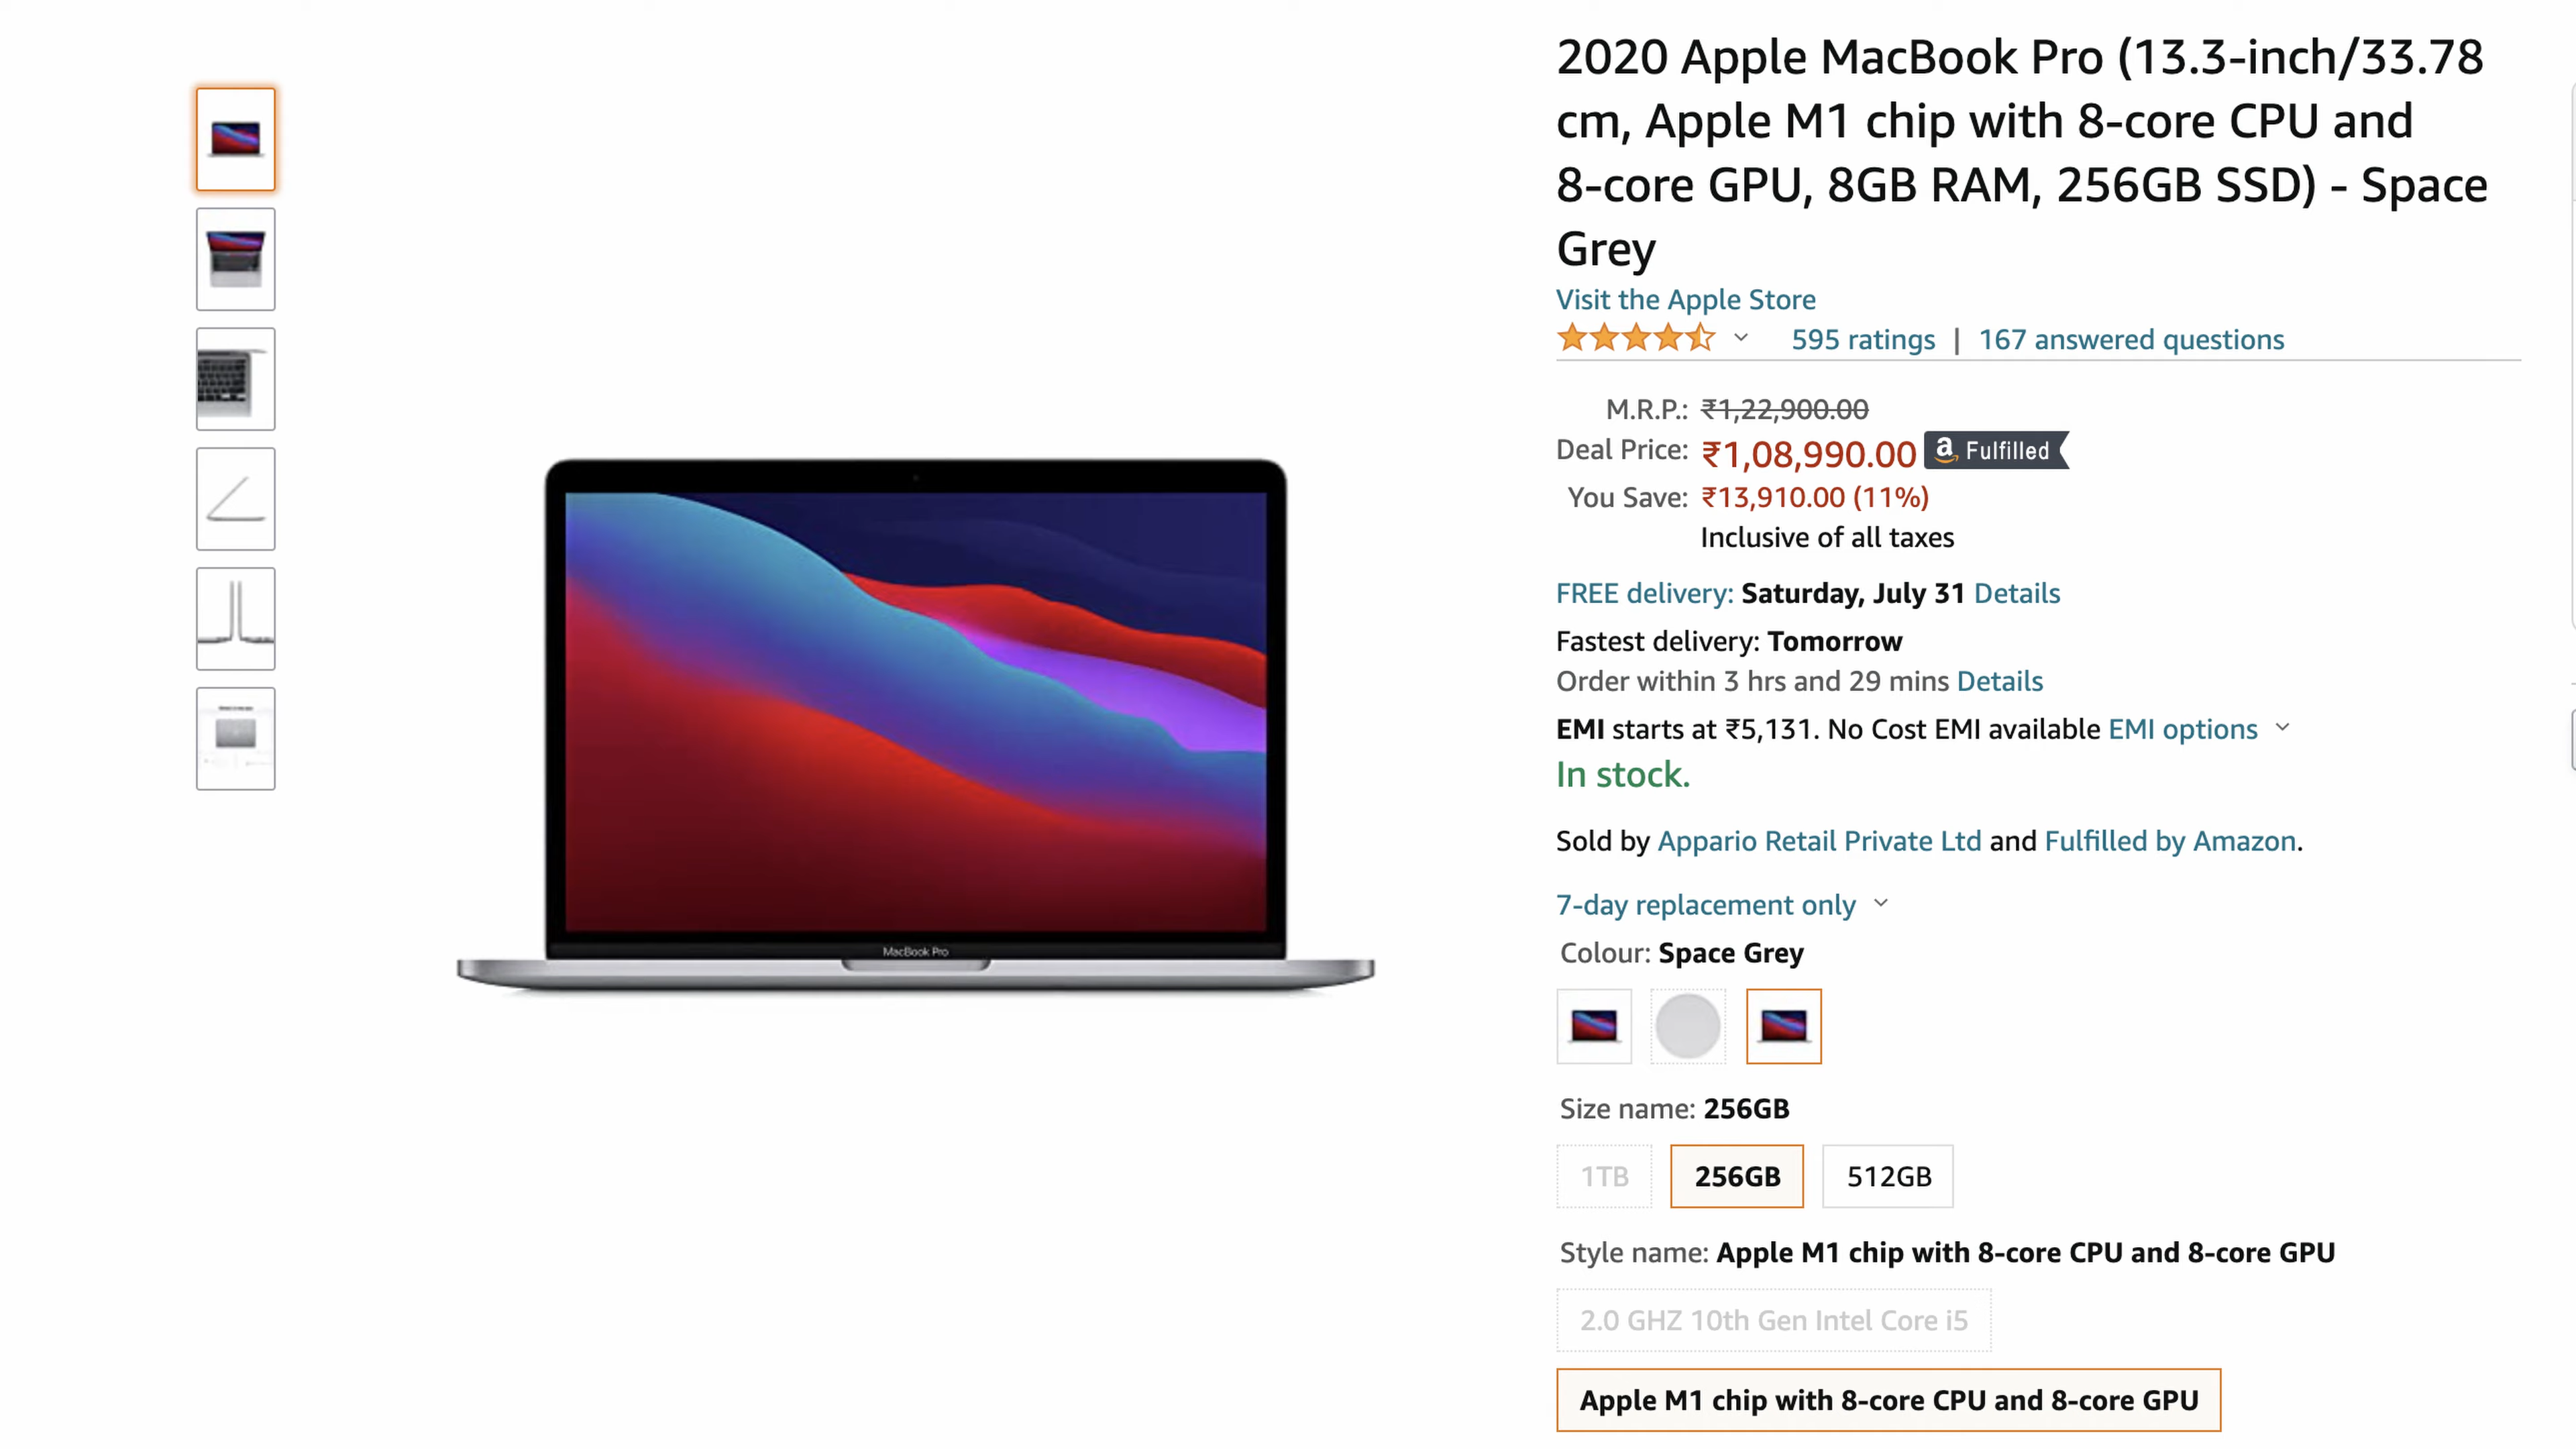 2020 Apple MacBook Pro (13.3-inch/33.78
cm, Apple M1 chip with 8-core CPU and
8-core GPU, 8GB RAM, 256GB SSD) - Space
Grey
Visit the Apple Store
595 ratings | 167 answered questions
M.R.P.: ₹1,22,900.00
Deal Price: ₹1,08,990.00 a Fulfilled
You Save: ₹13,910.00 (11%)
Inclusive of all taxes
FREE delivery: Saturday, July 31 Details
Fastest delivery: Tomorrow
Order within 3 hrs and 29 mins Details
EMI starts at ₹5,131. No Cost EMI available EMI options
In stock.
Sold by Appario Retail Private Ltd and Fulfilled by Amazon.
7-day replacement only
MacBook Pro
Colour: Space Grey
Size name: 256GB
1TB 256GB 512GB
Style name: Apple M1 chip with 8-core CPU and 8-core GPU
2.0 GHZ 10th Gen Intel Core i5
Apple M1 chip with 8-core CPU and 8-core GPU